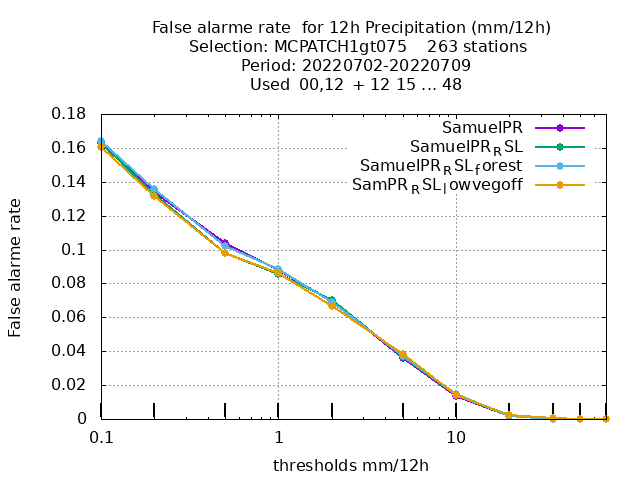 False alarme rate  for 12h Precipitation (mm/12h)
Selection: MCPATCH1gt075    263 stations
Period: 20220702-20220709
Used  00,12  + 12 15 ... 48
0.18
0.16
0.14
0.12
0.1
0.08
0.06
0.04
0.02
0
False alarme rate
SamuelPR
SamuelPR_RSL
SamuelPR_RSL_forest
SamPR_RSL_lowvegoff
0.1
1
10
thresholds mm/12h